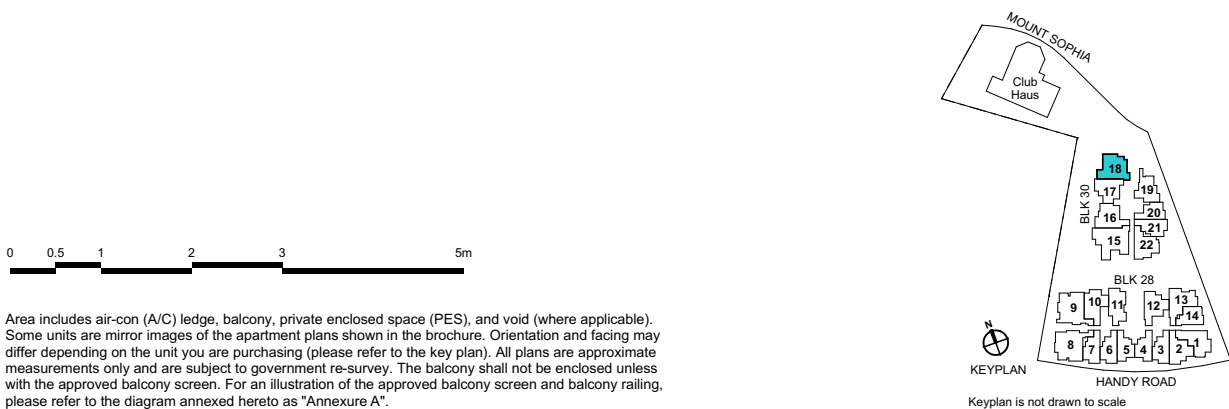 MOUNT SOPHIA
Club
Haus
18
17
19
BLK 30
16
20
21
15
22
BLK 28
9
10
11
12
13
14
8
7
6
5
4
3
2
1
N
KEYPLAN
HANDY ROAD
Keyplan is not drawn to scale
0 0.5 1 2 3 5m
Area includes air-con (A/C) ledge, balcony, private enclosed space (PES), and void (where applicable).
Some units are mirror images of the apartment plans shown in the brochure. Orientation and facing may
differ depending on the unit you are purchasing (please refer to the key plan). All plans are approximate
measurements only and are subject to government re-survey. The balcony shall not be enclosed unless
with the approved balcony screen. For an illustration of the approved balcony screen and balcony railing,
please refer to the diagram annexed hereto as "Annexure A".